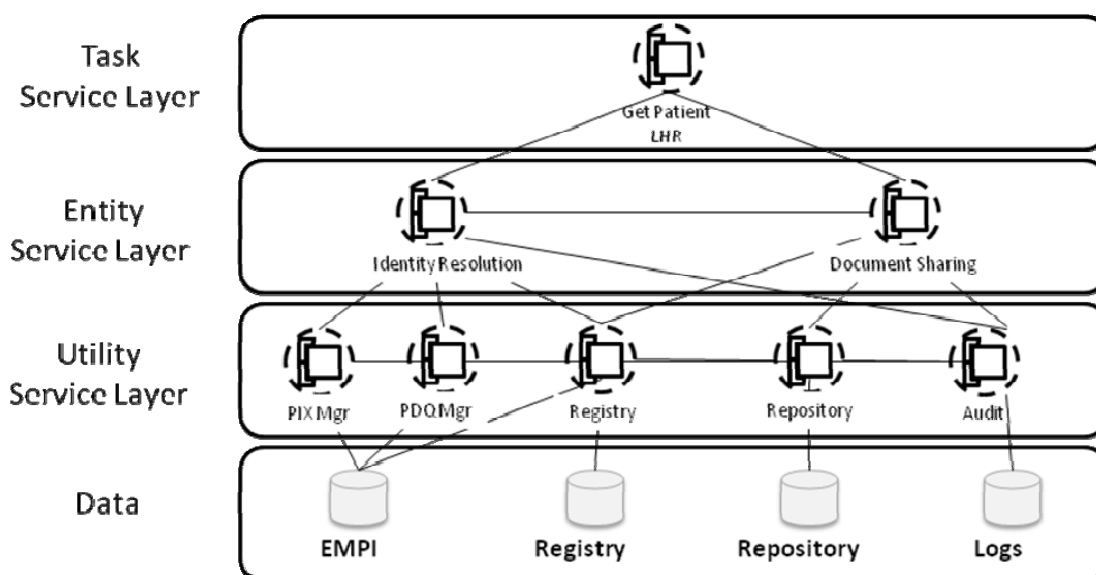 Task
Service Layer
Get Patient
LHR
Entity
Service Layer
Identity Resolution
Document Sharing
Utility
Service Layer
PIX Mgr
PDQ Mgr
Registry
Repository
Audit
Data
EMPI
Registry
Repository
Logs